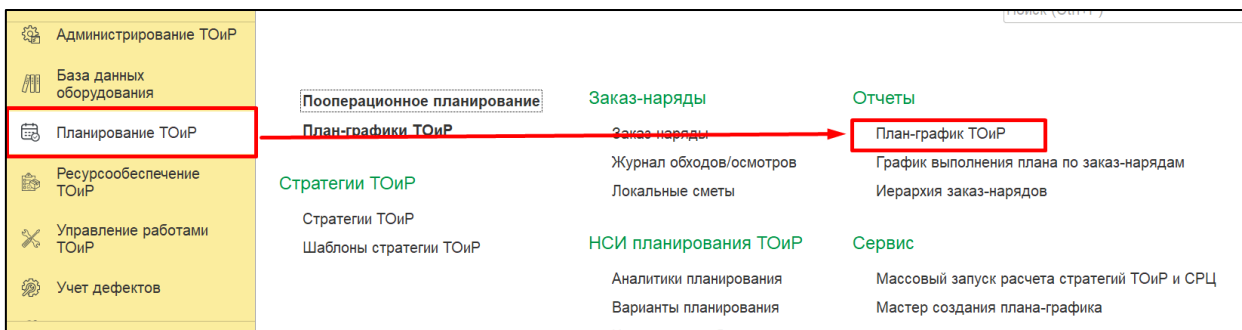 Поиск (Ctrl+F)
Администрирование ТОиР
База данных
оборудования
Планирование ТОиР
Ресурсообеспечение
ТОиР
Управление работами
ТОиР
Учет дефектов
Пооперационное планирование
План-графики ТОиР
Стратегии ТОиР
Стратегии ТОиР
Шаблоны стратегии ТОиР
Заказ-наряды
Заказ-наряды
Журнал обходов/осмотров
Локальные сметы
НСИ планирования ТОиР
Аналитики планирования
Варианты планирования
Отчеты
План-график ТОиР
График выполнения плана по заказ-нарядам
Иерархия заказ-нарядов
Сервис
Массовый запуск расчета стратегий ТОиР и СРЦ
Мастер создания плана-графика